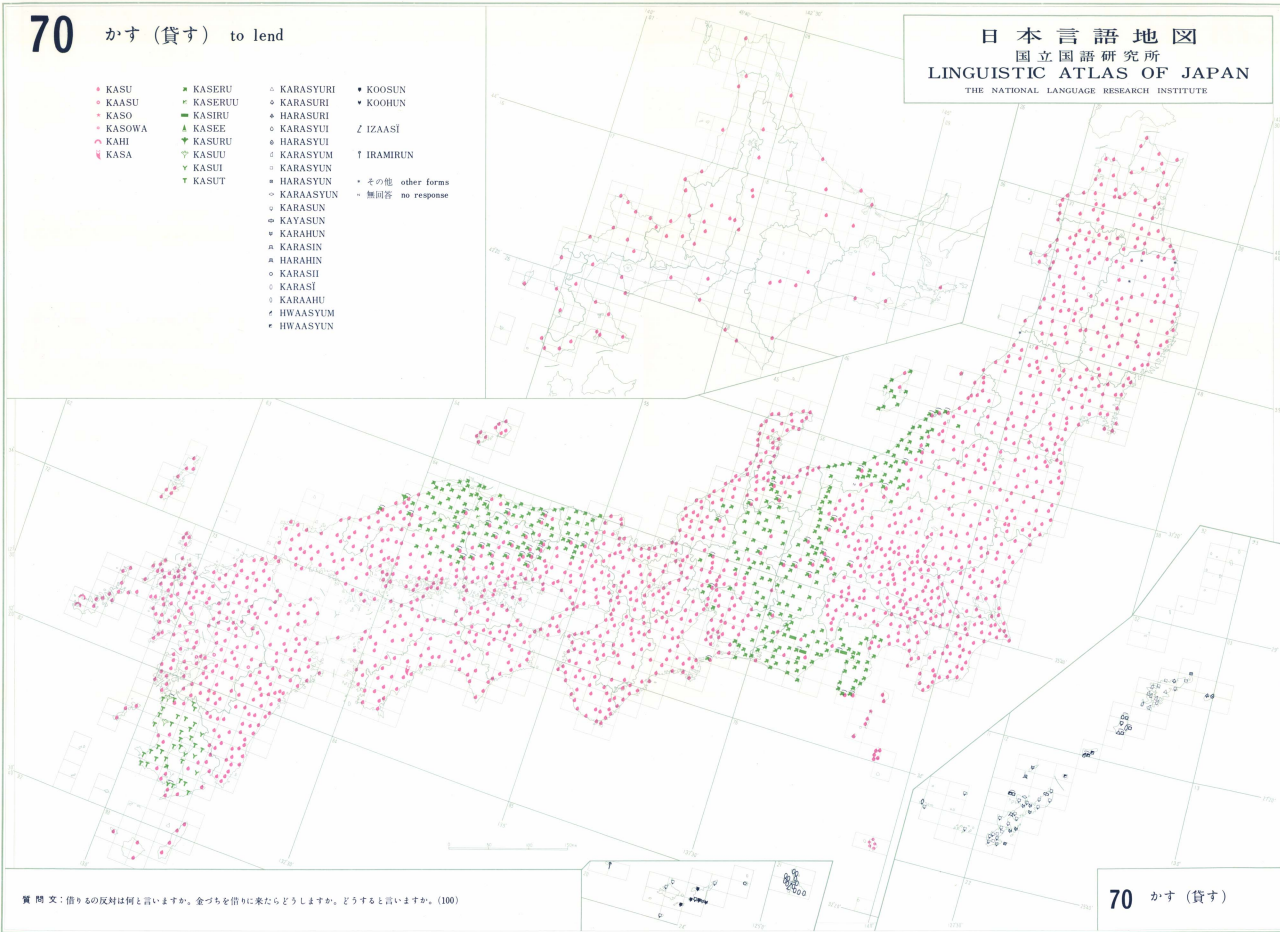 70 かす (貸す) to lend
日本言語地図
国立国語研究所
LINGUISTIC ATLAS OF JAPAN
THE NATIONAL LANGUAGE RESEARCH INSTITUTE
KASU
KAASU
KASO
KASOWA
KAHI
KASA
KASERU
KASERUU
KASIRU
KASEE
KASURU
KASUU
KASUI
KASUT
KARASYURI
KARASURI
HARASURI
KARASYUI
HARASYUI
KARASYUM
KARASYUN
HARASYUN
KARAASYUN
KARASUN
KAYASUN
KARAHUN
KARASIN
HARAHIN
KARASII
KARASÏ
KARAAHU
HWAASYUM
HWAASYUN
KOOSUN
KOOHUN
IZAASÏ
IRAMIRUN
その他 other forms
無回答 no response
質問文:借りるの反対は何と言いますか。金づちを借りに来たらどうしますか。どうすると言いますか。(100)
70 かす (貸す)